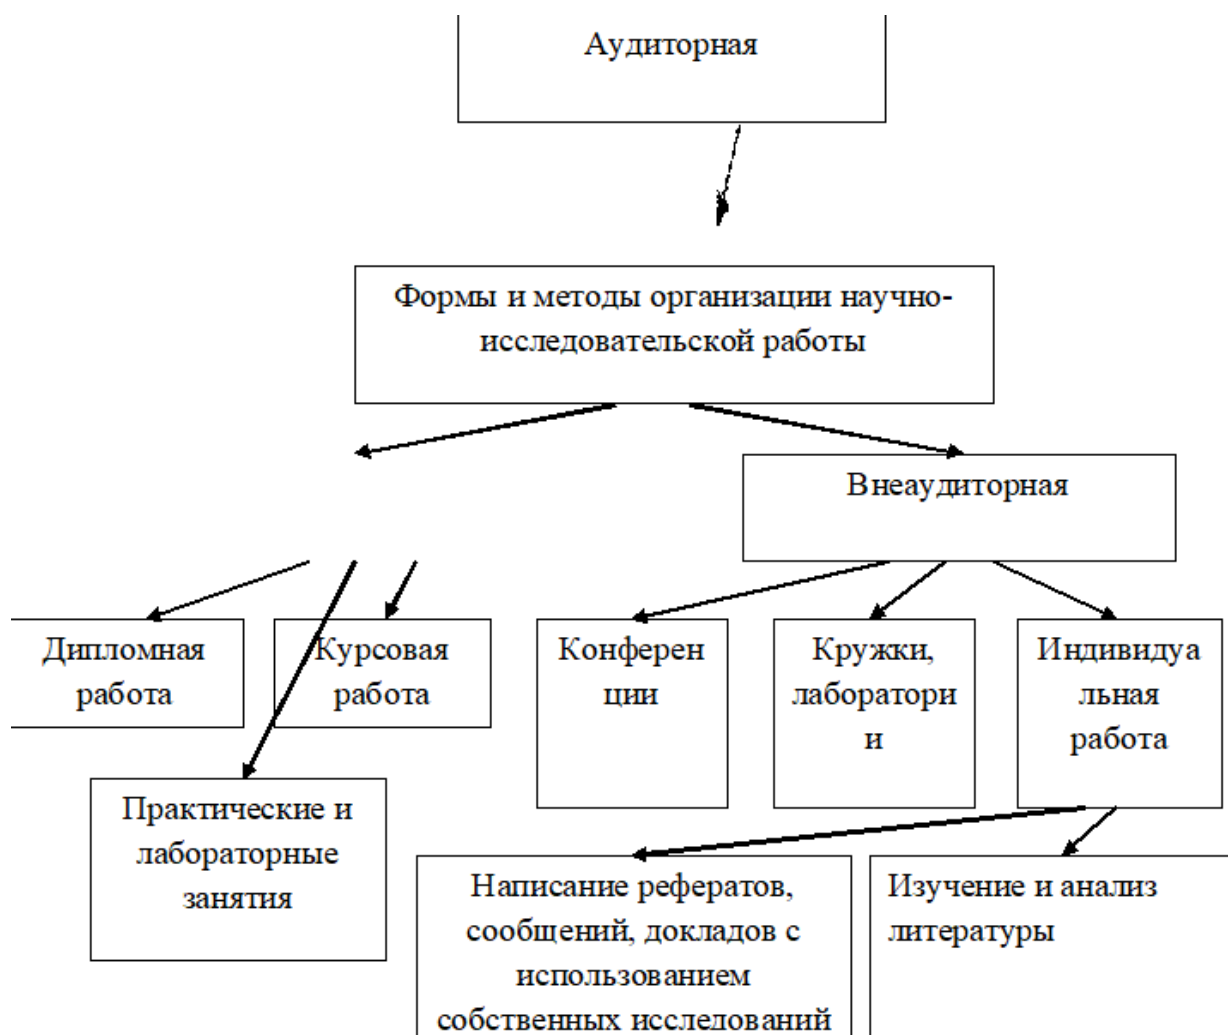 Аудиторная
Формы и методы организации научно-
исследовательской работы
Внеаудиторная
Дипломная
работа
Курсовая
работа
Конферен
ции
Кружки,
лаборатори
и
Индивидуа
льная
работа
Практические и
лабораторные
занятия
Написание рефератов,
сообщений, докладов с
использованием
собственных исследований
Изучение и анализ
литературы